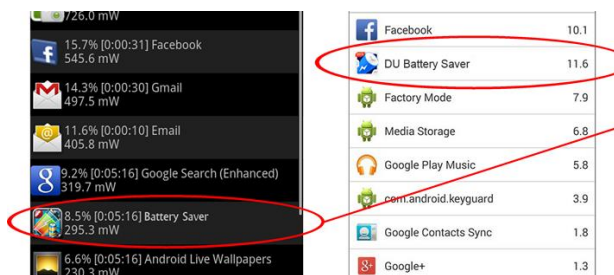 726.0 mW
15.7% [0:00:31] Facebook
545.6 mW
14.3% [0:00:30] Gmail
497.5 mW
11.6% [0:00:10] Email
405.8 mW
9.2% [0:05:16] Google Search (Enhanced)
319.7 mW
8.5% [0:05:16] Battery Saver
295.3 mW
6.6% [0:05:16] Android Live Wallpapers
230.3 mW
Facebook 10.1
DU Battery Saver 11.6
Factory Mode 7.9
Media Storage 6.8
Google Play Music 5.8
com.android.keyguard 3.9
Google Contacts Sync 1.8
Google+ 1.3